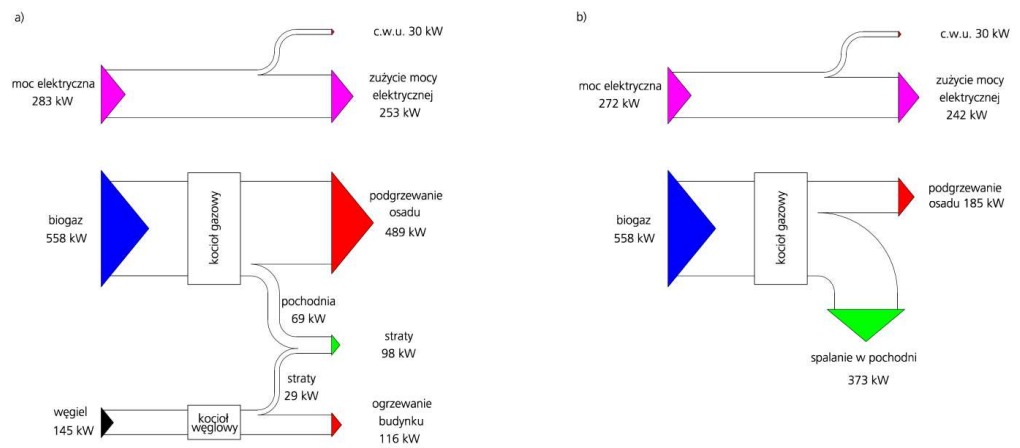 a)
c.w.u. 30 kW
moc elektryczna
283 kW
zużycie mocy
elektrycznej
253 kW
biogaz
558 kW
kocioł gazowy
podgrzewanie
osadu
489 kW
pochodnia
69 kW
straty
98 kW
straty
29 kW
węgiel
145 kW
kocioł
węglowy
ogrzewanie
budynku
116 kW
b)
c.w.u. 30 kW
moc elektryczna
272 kW
zużycie mocy
elektrycznej
242 kW
biogaz
558 kW
kocioł gazowy
podgrzewanie
osadu 185 kW
spalanie w pochodni
373 kW